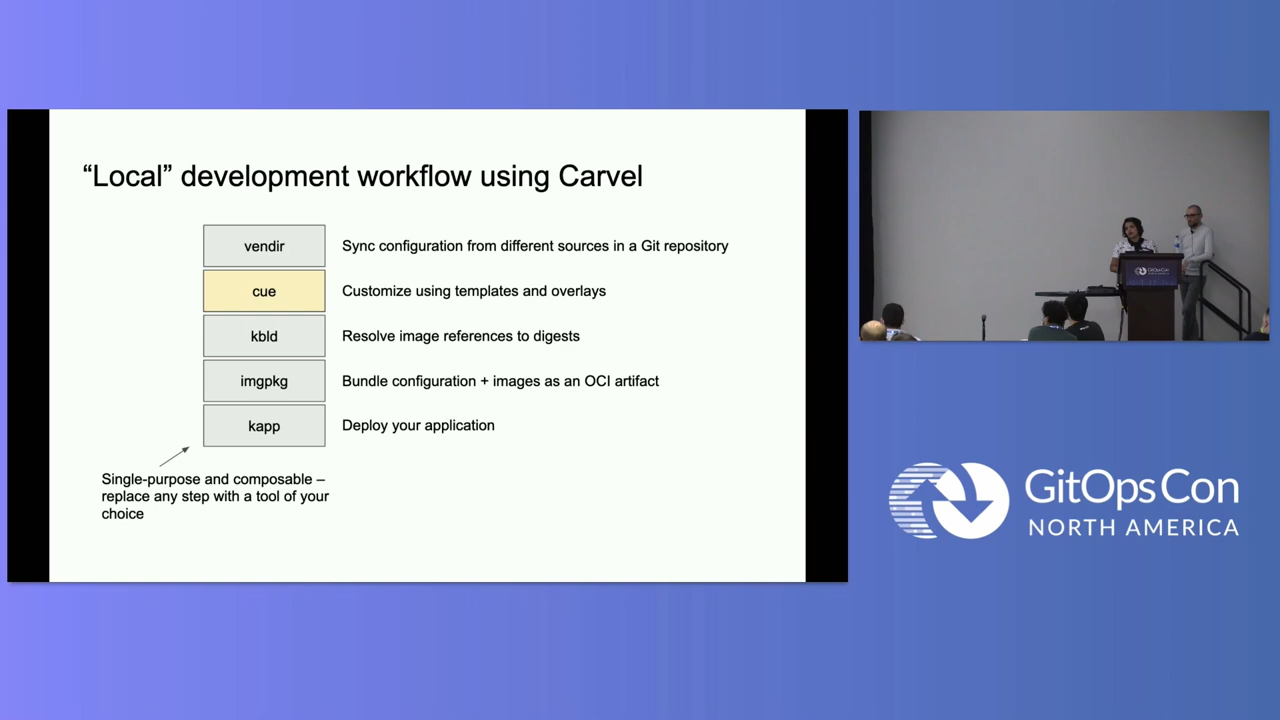 “Local” development workflow using Carvel
vendir
Sync configuration from different sources in a Git repository
cue
Customize using templates and overlays
kbld
Resolve image references to digests
imgpkg
Bundle configuration + images as an OCI artifact
kapp
Deploy your application
Single-purpose and composable –
replace any step with a tool of your
choice
GitOpsCon
GitOpsCon
NORTH AMERICA